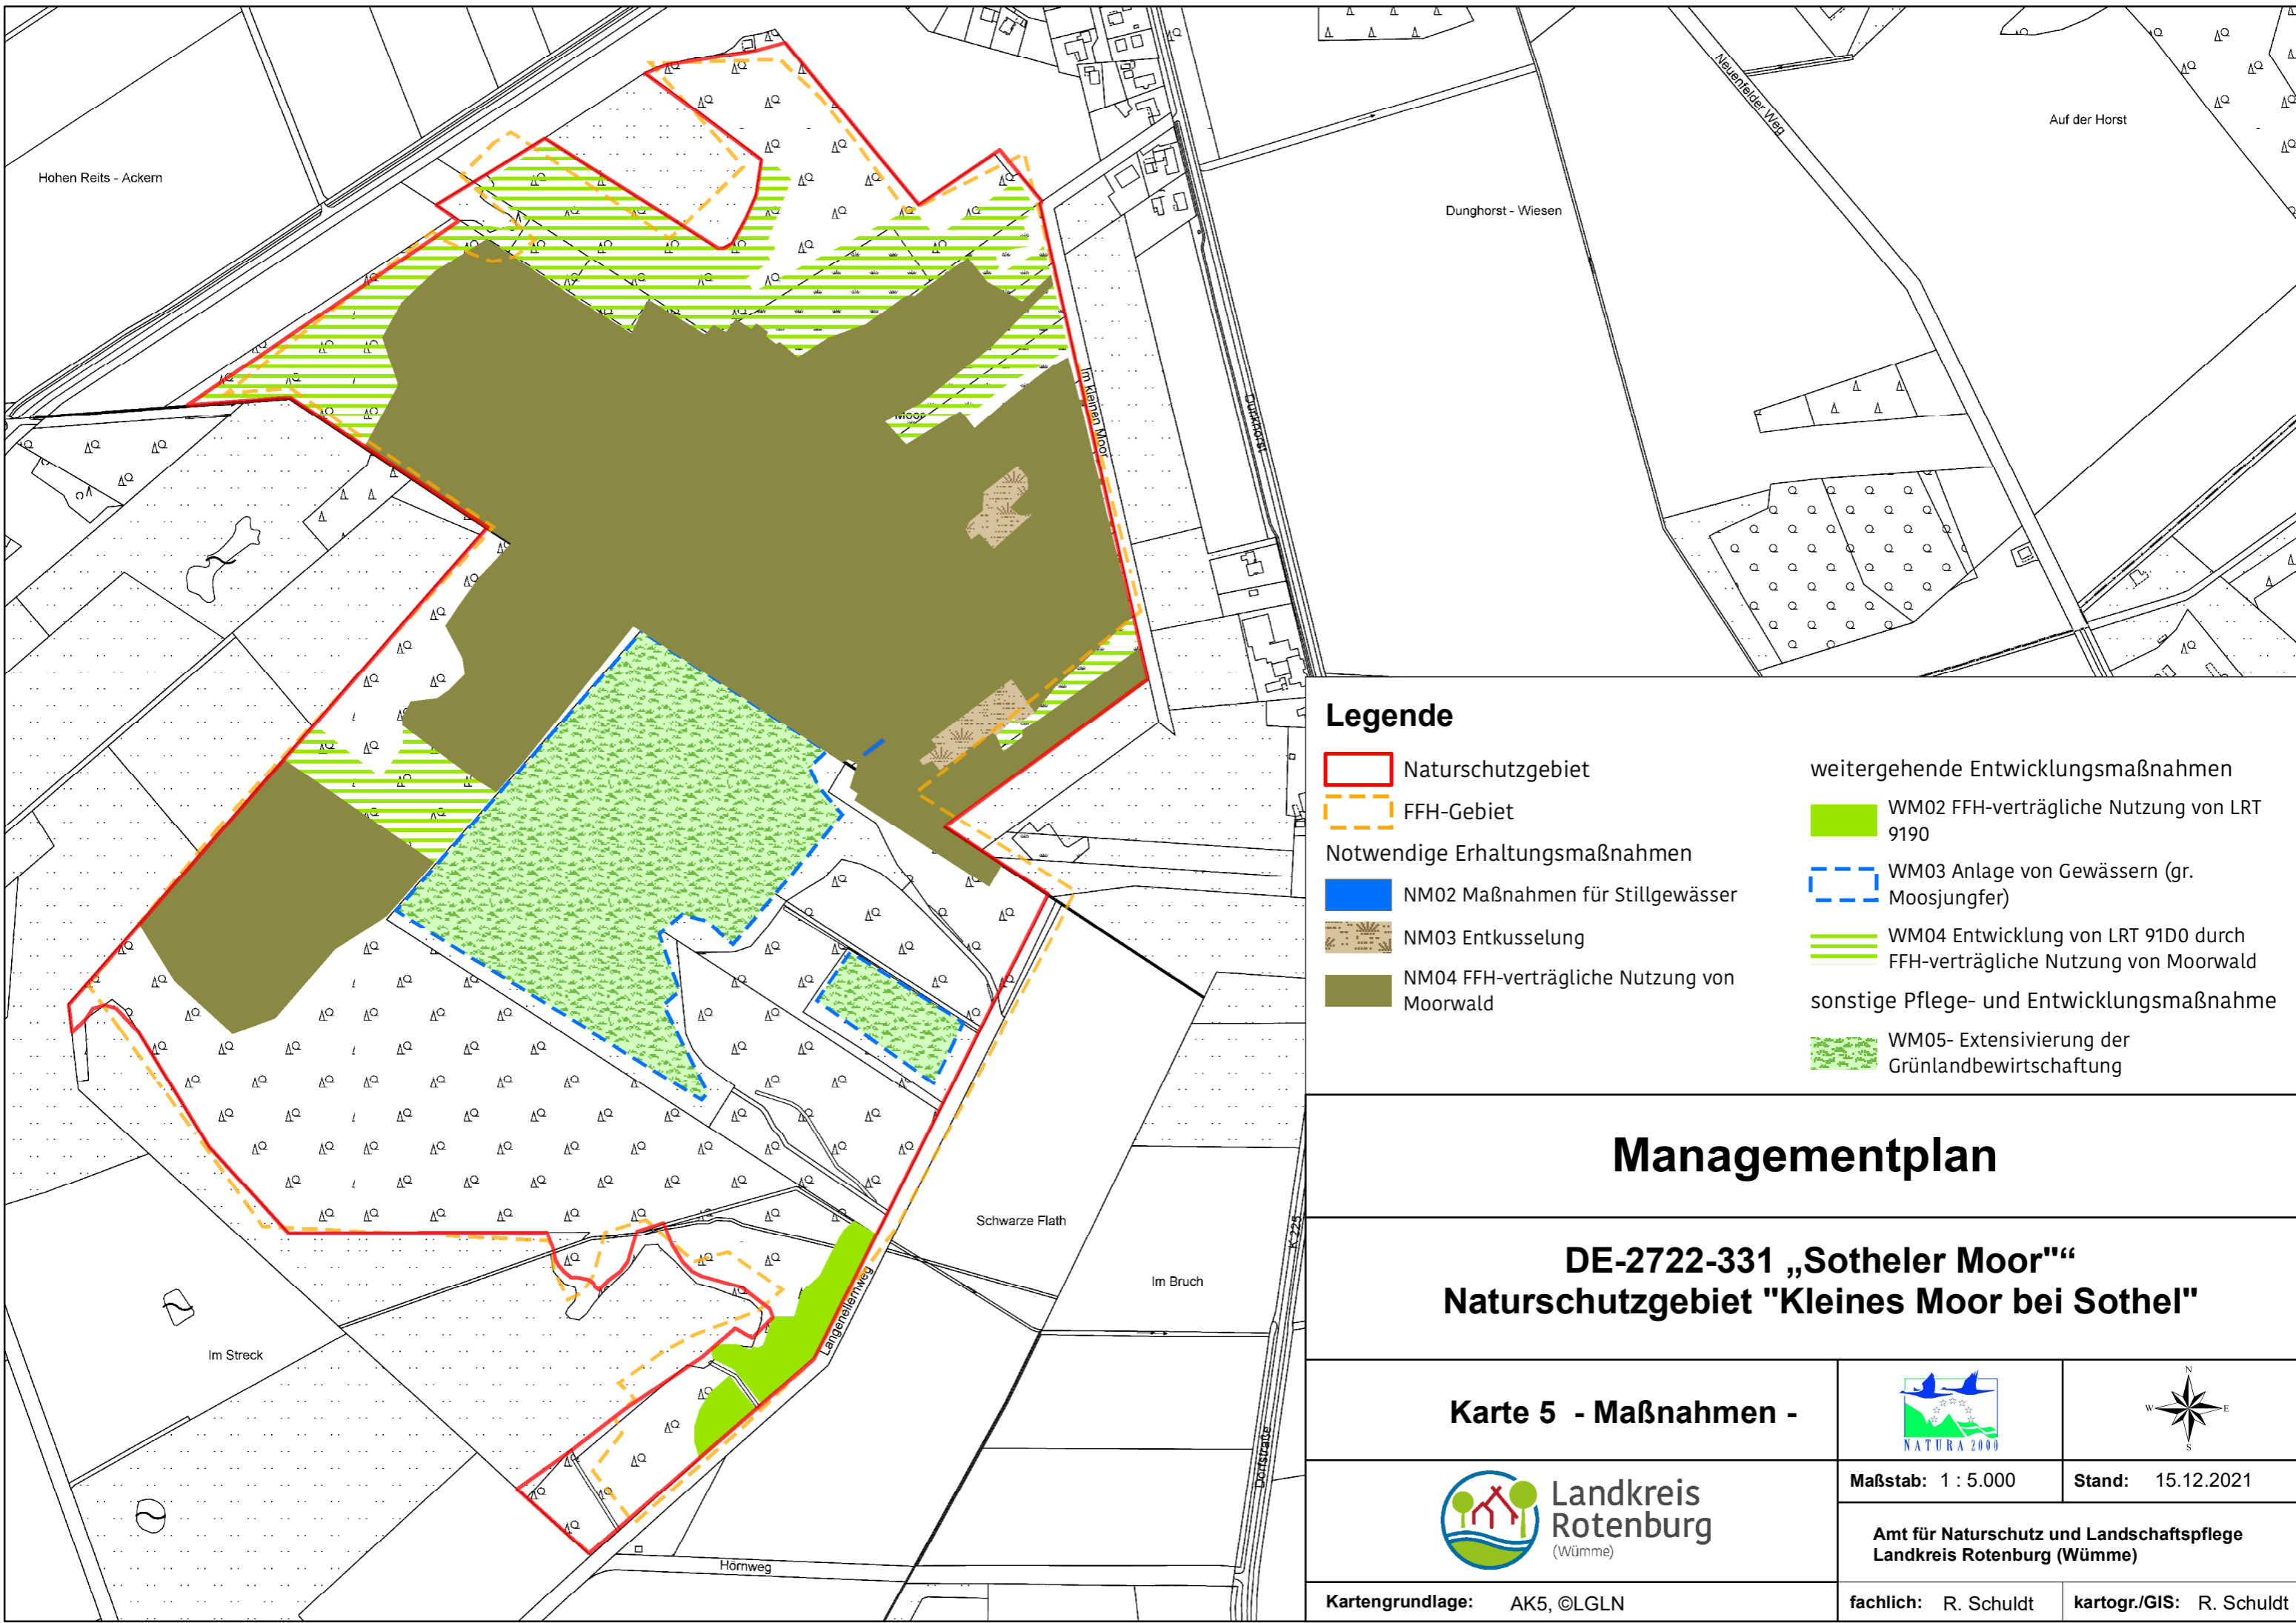 Hohen Reits - Ackern
Neuenfelder Weg
Auf der Horst
Dunghorst - Wiesen
Im kleinen Moor
Dunkhorst
Moor
Schwarze Flath
Im Bruch
K 225
Langenellernweg
Im Streck
Dorfstraße
Hörnweg
Legende
Naturschutzgebiet
FFH-Gebiet
Notwendige Erhaltungsmaßnahmen
NM02 Maßnahmen für Stillgewässer
NM03 Entkusselung
NM04 FFH-verträgliche Nutzung von
Moorwald
weitergehende Entwicklungsmaßnahmen
WM02 FFH-verträgliche Nutzung von LRT
9190
WM03 Anlage von Gewässern (gr.
Moosjungfer)
WM04 Entwicklung von LRT 91D0 durch
FFH-verträgliche Nutzung von Moorwald
sonstige Pflege- und Entwicklungsmaßnahme
WM05- Extensivierung der
Grünlandbewirtschaftung
Managementplan
DE-2722-331 „Sotheler Moor"“
Naturschutzgebiet "Kleines Moor bei Sothel"
Karte 5 - Maßnahmen -
NATURA 2000
N
W E
S
Landkreis
Rotenburg
(Wümme)
Maßstab: 1 : 5.000
Stand: 15.12.2021
Amt für Naturschutz und Landschaftspflege
Landkreis Rotenburg (Wümme)
Kartengrundlage: AK5, ©LGLN
fachlich: R. Schuldt
kartogr./GIS: R. Schuldt